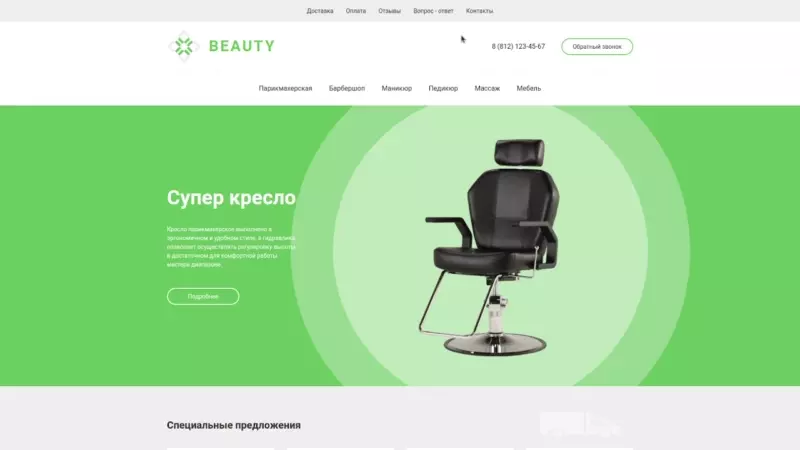 Доставка Оплата Отзывы Вопрос - ответ Контакты
BEAUTY
8 (812) 123-45-67 Обратный звонок
Парикмахерская Барбершоп Маникюр Педикюр Массаж Мебель
Супер кресло
Кресло парикмахерское выполнено в
эргономичном и удобном стиле, а гидравлика
позволяет осуществлять регулировку высоты
в достаточном для комфортной работы
мастера диапазоне.
Подробнее
Специальные предложения